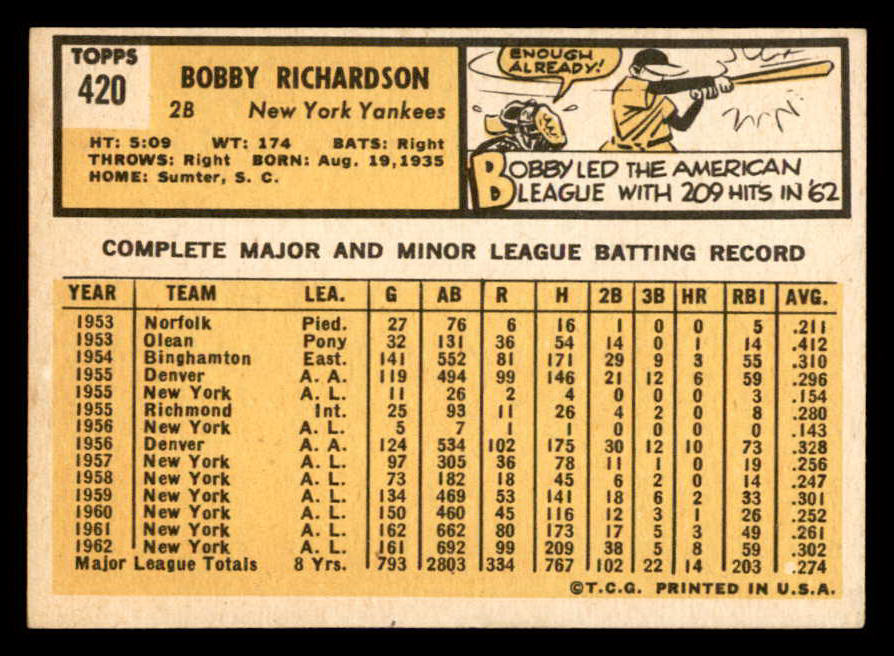 TOPPS
420
BOBBY RICHARDSON
2B New York Yankees
HT: 5:09 WT: 174 BATS: Right
THROWS: Right BORN: Aug. 19, 1935
HOME: Sumter, S. C.
ENOUGH
ALREADY!
BOBBY LED THE AMERICAN
LEAGUE WITH 209 HITS IN '62
COMPLETE MAJOR AND MINOR LEAGUE BATTING RECORD
YEAR TEAM LEA. G AB R H 2B 3B HR RBI AVG.
1953 Norfolk Pied. 27 76 6 16 1 0 0 5 .211
1953 Olean Pony 32 131 36 54 14 0 1 14 .412
1954 Binghamton East. 141 552 81 171 29 9 3 55 .310
1955 Denver A. A. 119 494 99 146 21 12 6 59 .296
1955 New York A. L. 11 26 2 4 0 0 0 3 .154
1955 Richmond Int. 25 93 11 26 4 2 0 8 .280
1956 New York A. L. 5 7 1 1 0 0 0 0 .143
1956 Denver A. A. 124 534 102 175 30 12 10 73 .328
1957 New York A. L. 97 305 36 78 11 1 0 19 .256
1958 New York A. L. 73 182 18 45 6 2 0 14 .247
1959 New York A. L. 134 469 53 141 18 6 2 33 .301
1960 New York A. L. 150 460 45 116 12 3 1 26 .252
1961 New York A. L. 162 662 80 173 17 5 3 49 .261
1962 New York A. L. 161 692 99 209 38 5 8 59 .302
Major League Totals 8 Yrs. 793 2803 334 767 102 22 14 203 .274
©T.C.G. PRINTED IN U.S.A.